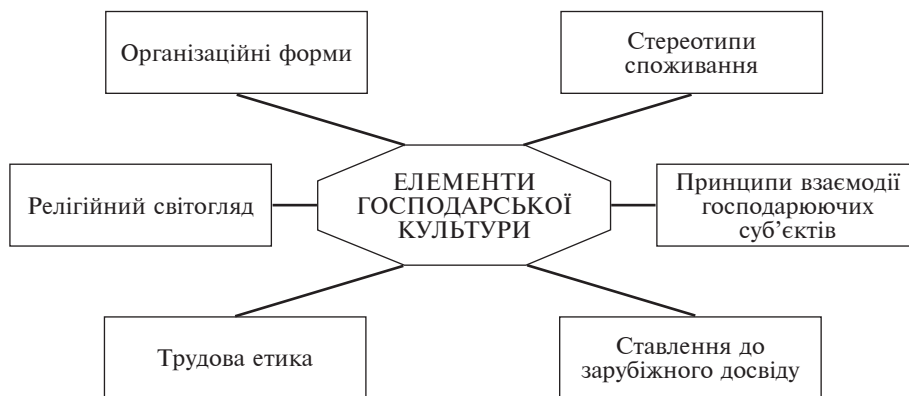 Організаційні форми
Стереотипи
споживання
Релігійний світогляд
ЕЛЕМЕНТИ
ГОСПОДАРСЬКОЇ
КУЛЬТУРИ
Принципи взаємодії
господарюючих
суб’єктів
Трудова етика
Ставлення до
зарубіжного досвіду